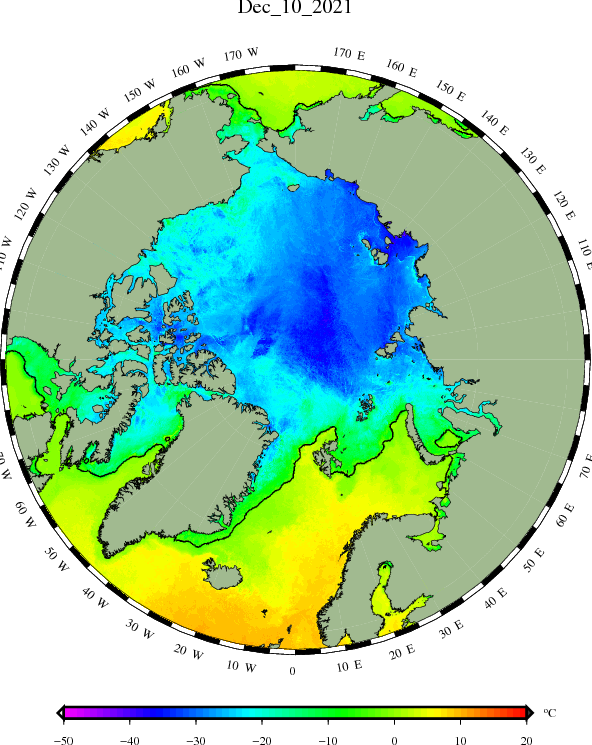 Dec_10_2021
170 W
170 E
160 W
160 E
150 W
150 E
140 W
140 E
130 W
130 E
120 W
120 E
110 E
60 W
70 E
50 W
60 E
40 W
50 E
30 W
40 E
20 W
30 E
10 W
20 E
0
10 E
°C
−50 −40 −30 −20 −10 0 10 20